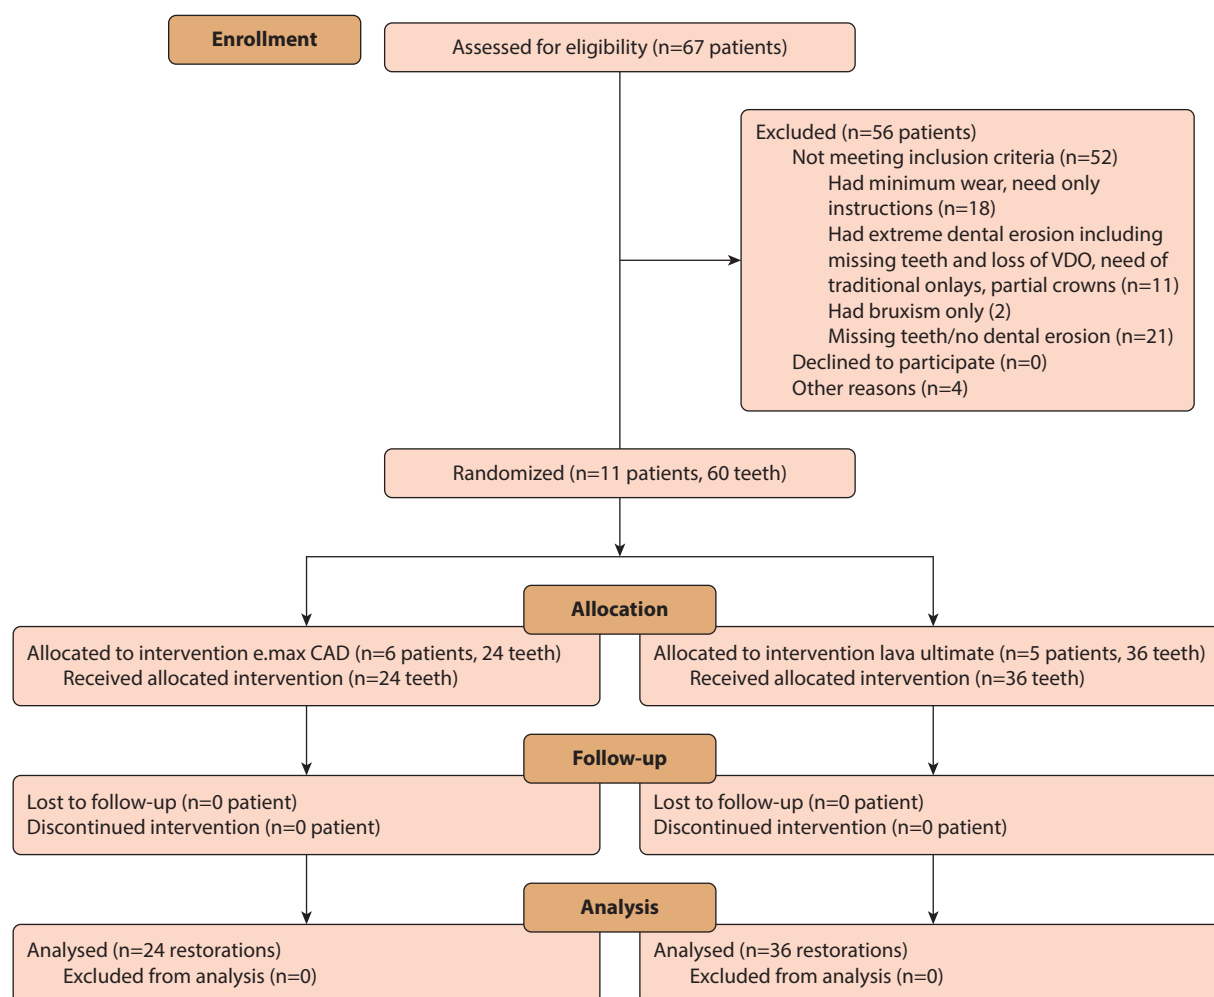 Enrollment
Assessed for eligibility (n=67 patients)
Excluded (n=56 patients)
Not meeting inclusion criteria (n=52)
Had minimum wear, need only
instructions (n=18)
Had extreme dental erosion including
missing teeth and loss of VDO, need of
traditional onlays, partial crowns (n=11)
Had bruxism only (2)
Missing teeth/no dental erosion (n=21)
Declined to participate (n=0)
Other reasons (n=4)
Randomized (n=11 patients, 60 teeth)
Allocation
Allocated to intervention e.max CAD (n=6 patients, 24 teeth)
Received allocated intervention (n=24 teeth)
Allocated to intervention lava ultimate (n=5 patients, 36 teeth)
Received allocated intervention (n=36 teeth)
Follow-up
Lost to follow-up (n=0 patient)
Discontinued intervention (n=0 patient)
Lost to follow-up (n=0 patient)
Discontinued intervention (n=0 patient)
Analysis
Analysed (n=24 restorations)
Excluded from analysis (n=0)
Analysed (n=36 restorations)
Excluded from analysis (n=0)